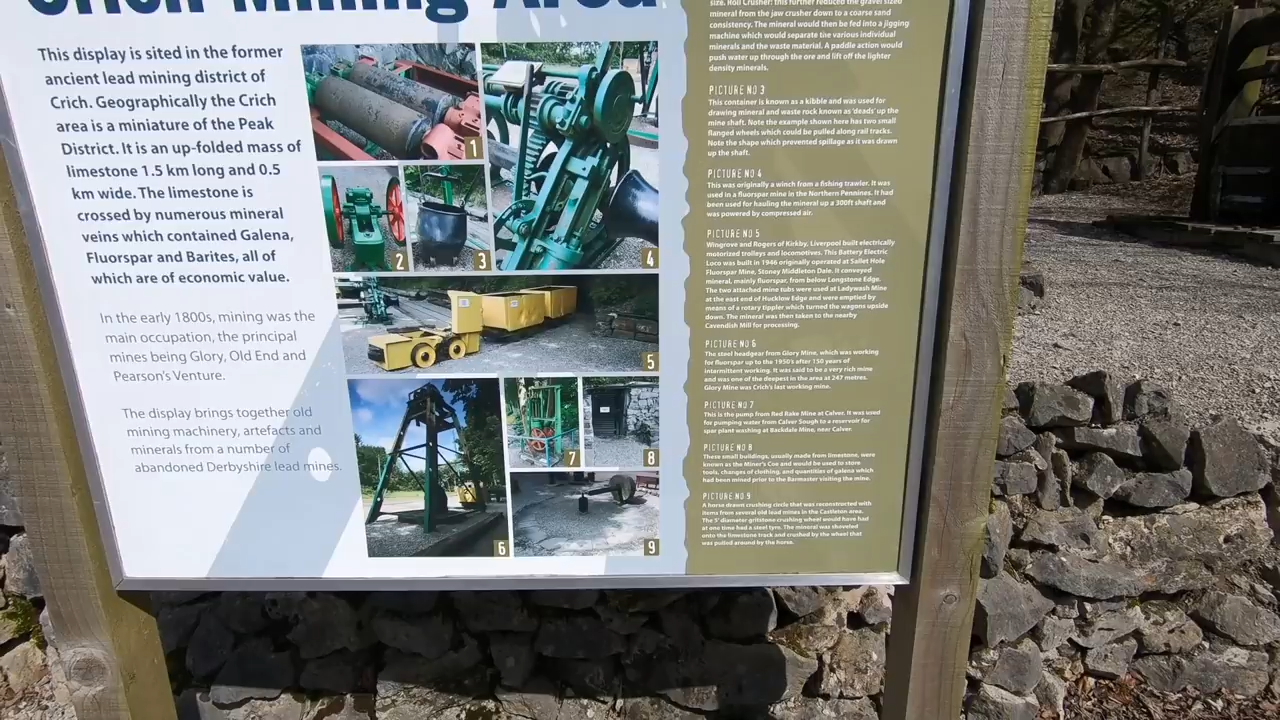 Crich Mining Area
This display is sited in the former
ancient lead mining district of
Crich. Geographically the Crich
area is a miniature of the Peak
District. It is an up-folded mass of
limestone 1.5 km long and 0.5
km wide. The limestone is
crossed by numerous mineral
veins which contained Galena,
Fluorspar and Barites, all of
which are economic value.
In the early 1800s, mining was the
main occupation, the principal
mines being Glory, Old End and
Pearson's Venture.
The display brings together old
mining machinery, artefacts and
minerals from a number of
abandoned Derbyshire lead mines.
1
2
3
4
5
6
7
8
9
size. Roll Crusher: this further reduced the gravel sized
mineral from the jaw crusher down to a coarse sand
consistency. The mineral would then be fed into a jigging
machine which would separate the various individual
minerals and the waste material. A paddle action would
push water up through the ore and lift off the lighter
density minerals.
PICTURE NO 3
This container is known as a kibble and was used for
drawing mineral and waste rock known as 'deads' up the
mine shaft. Note the example shown here has two small
flanged wheels which could be pulled along rail tracks.
Note the shape which prevented spillage as it was drawn
up the shaft.
PICTURE NO 4
This was originally a winch from a fishing trawler. It was
used in a fluorspar mine in the Northern Pennines. It had
been used for hauling the mineral up a 300ft shaft and
was powered by compressed air.
PICTURE NO 5
Wingrove and Rogers of Kirkby, Liverpool built electrically
motorized trolleys and locomotives. This Battery Electric
Loco was built in 1946 originally operated at Sallet Hole
Fluorspar Mine, Stoney Middleton Dale. It conveyed
mineral, mainly fluorspar, from below Longstone Edge.
The two attached mine tubs were used at Ladywash Mine
at the east end of Hucklow Edge and were emptied by
means of a rotary tippler which turned the wagons upside
down. The mineral was then taken to the nearby
Cavendish Mill for processing.
PICTURE NO 6
The steel headgear from Glory Mine, which was working
for fluorspar up to the 1950's after 150 years of
intermittent working. It was said to be a very rich mine
and was one of the deepest in the area at 247 metres.
Glory Mine was Crich's last working mine.
PICTURE NO 7
This is the pump from Red Rake Mine at Calver. It was used
for pumping water from Calver Sough to a reservoir for
spar plant washing at Backdale Mine, near Calver.
PICTURE NO 8
These small buildings, usually made from limestone, were
known as the Miner's Coe and would be used to store
tools, changes of clothing, and quantities of galena which
had been mined prior to the Barmaster visiting the mine.
PICTURE NO 9
A horse drawn crushing circle that was reconstructed with
items from several old lead mines in the Castleton area.
The 5' diameter gritstone crushing wheel would have had
at one time had a steel tyre. The mineral was shoveled
onto the limestone track and crushed by the wheel that
was pulled around by the horse.